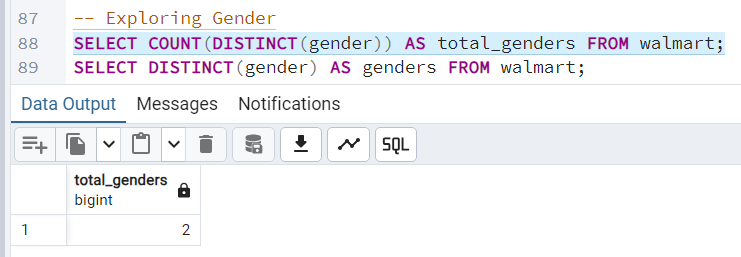 87 -- Exploring Gender
88 SELECT COUNT(DISTINCT(gender)) AS total_genders FROM walmart;
89 SELECT DISTINCT(gender) AS genders FROM walmart;
Data Output Messages Notifications
SQL
total_genders
bigint
1 2